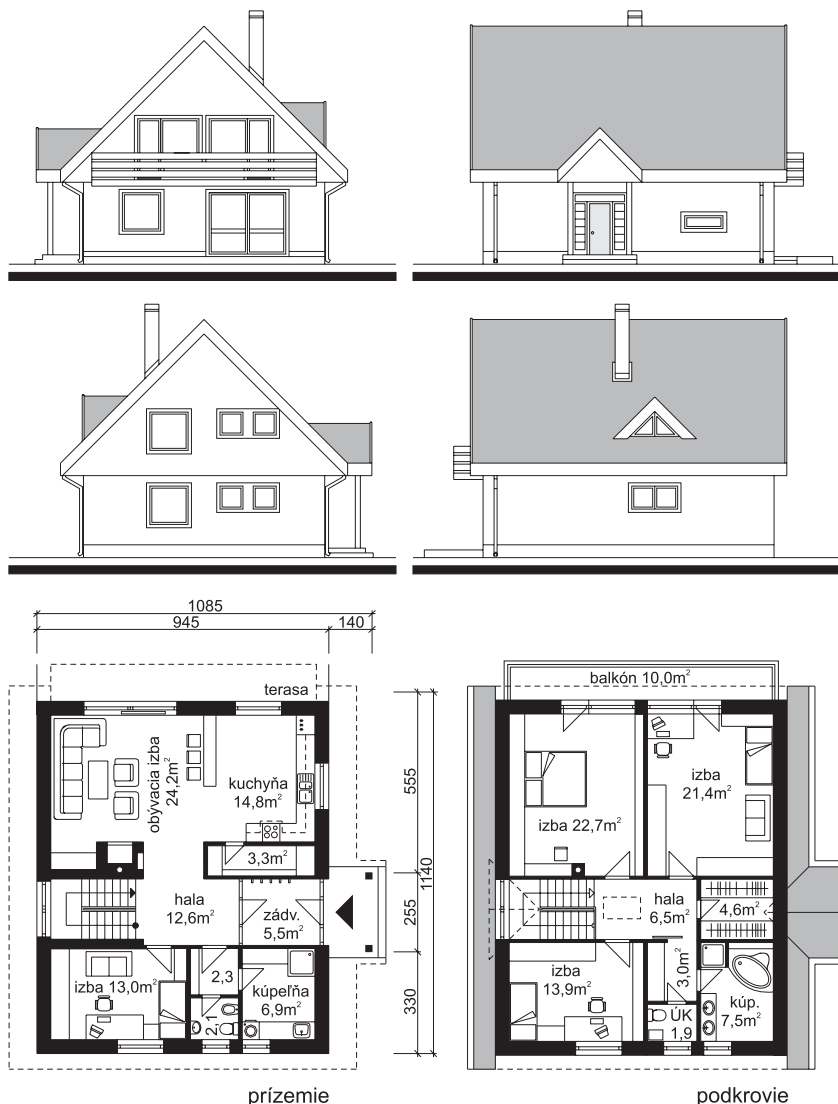 1085
945 140
terasa
obývacia izba
24,2m²
kuchyňa
14,8m²
3,3m²
hala
12,6m²
zádv.
5,5m²
izba 13,0m²
2,3
2,1
kúpeľňa
6,9m²
555
255
330
1140
prízemie
balkón 10,0m²
izba 22,7m²
izba
21,4m²
hala
6,5m²
4,6m²
izba
13,9m²
3,0m²
ÚK
1,9
kúp.
7,5m²
podkrovie